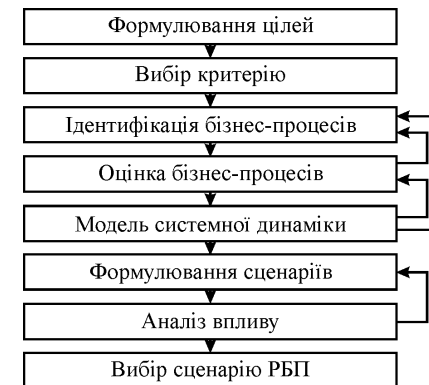 Формулювання цілей
Вибір критерію
Ідентифікація бізнес-процесів
Оцінка бізнес-процесів
Модель системної динаміки
Формулювання сценаріїв
Аналіз впливу
Вибір сценарію РБП